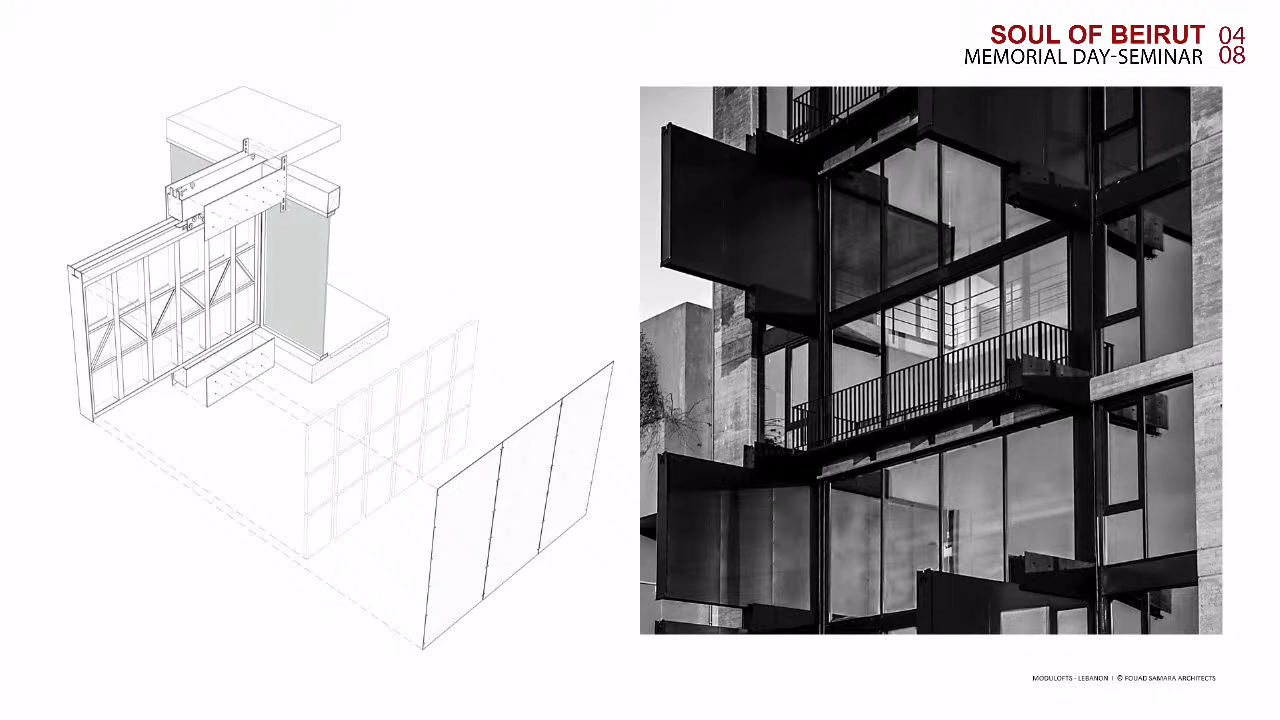 SOUL OF BEIRUT 04
MEMORIAL DAY-SEMINAR 08
MODULOFTS - LEBANON I © FOUAD SAMARA ARCHITECTS